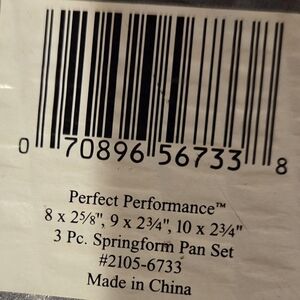 0 70896 56733 8
Perfect Performance™
8 x 2⅝", 9 x 2¾", 10 x 2¾"
3 Pc. Springform Pan Set
#2105-6733
Made in China